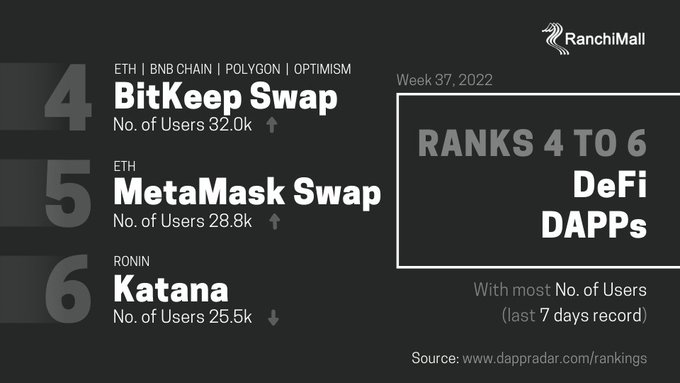 RanchiMall
Week 37, 2022
RANKS 4 TO 6
DeFi
DAPPs
With most No. of Users
(last 7 days record)
4
ETH | BNB CHAIN | POLYGON | OPTIMISM
BitKeep Swap
No. of Users 32.0k ↑
5
ETH
MetaMask Swap
No. of Users 28.8k ↑
6
RONIN
Katana
No. of Users 25.5k ↓
Source: www.dappradar.com/rankings